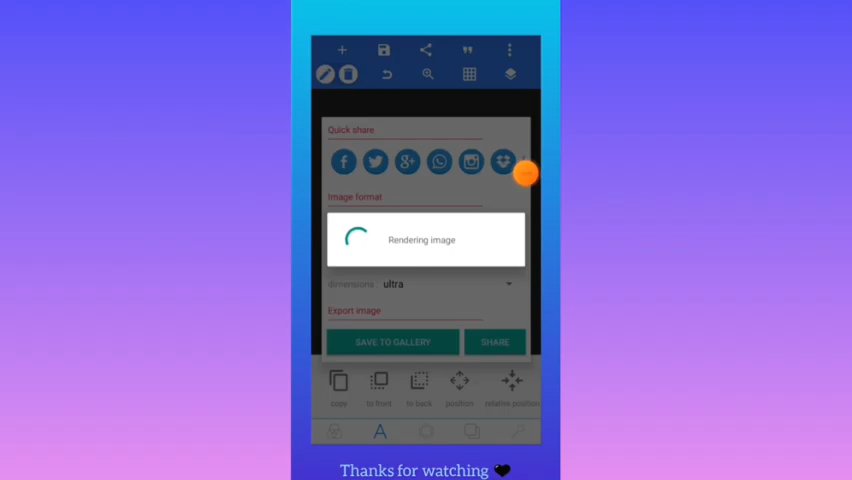 Quick share
Image format
Rendering image
dimensions ultra
Export image
SAVE TO GALLERY SHARE
copy to front to back position relative position
Thanks for watching 🖤